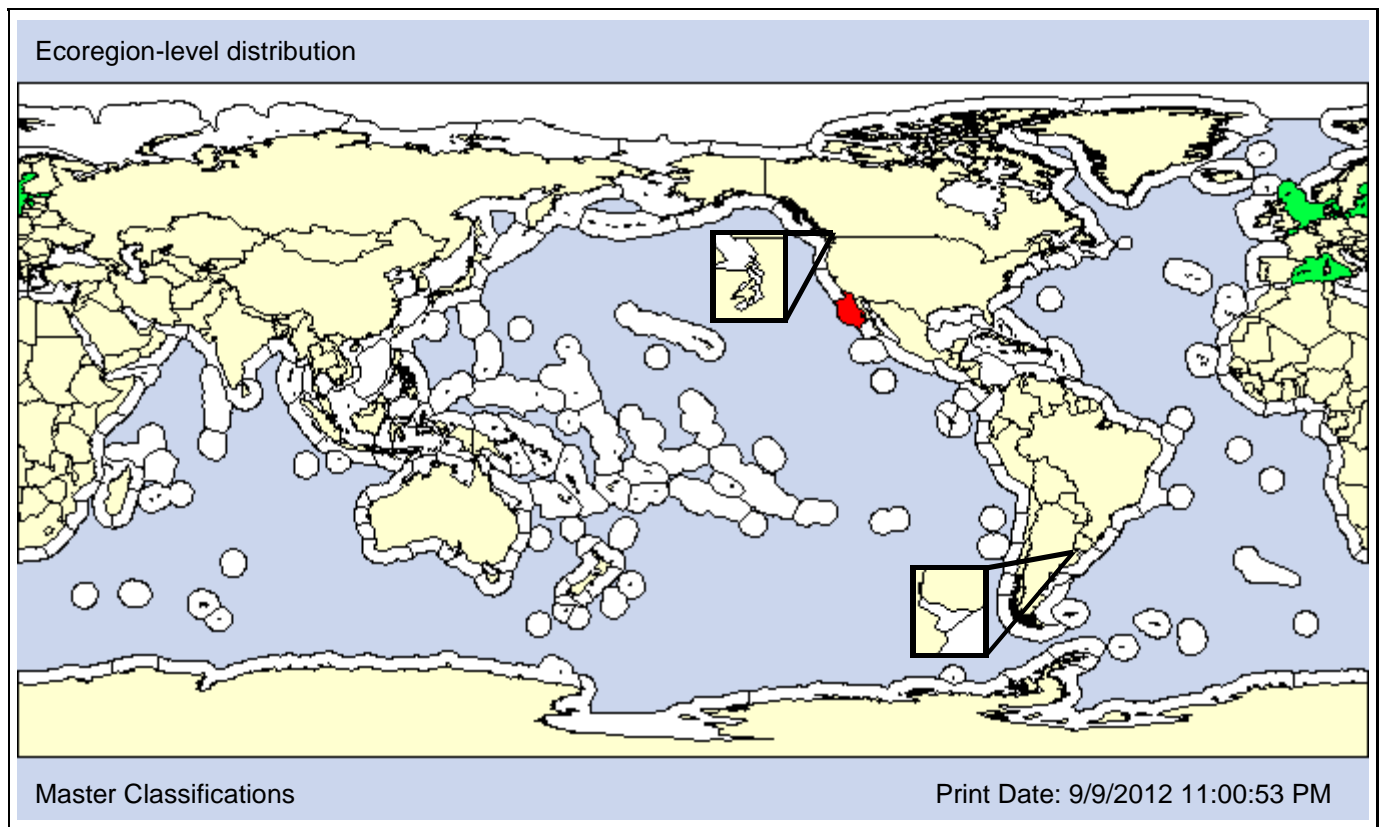 Ecoregion-level distribution
Master Classifications
Print Date: 9/9/2012 11:00:53 PM